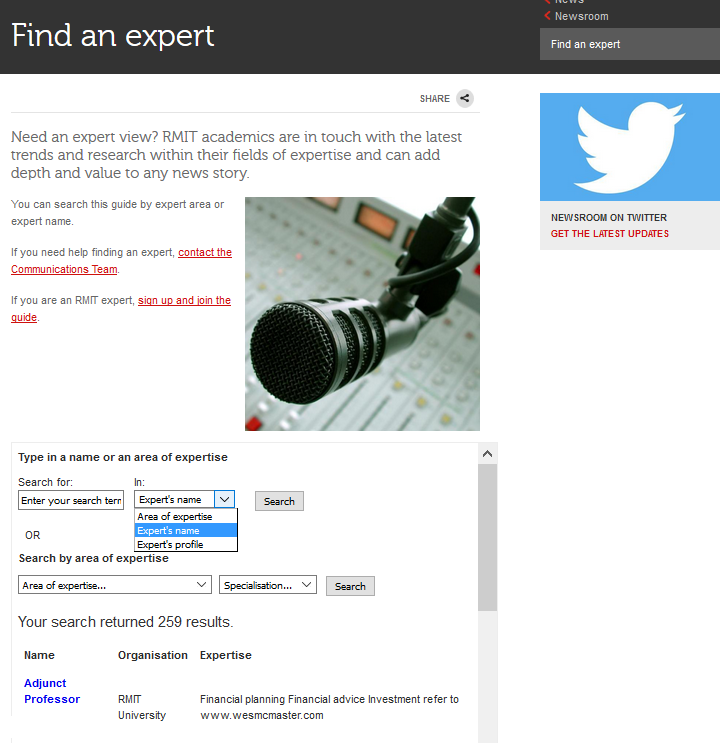 News
Newsroom
Find an expert
Find an expert
SHARE
Need an expert view? RMIT academics are in touch with the latest
trends and research within their fields of expertise and can add
depth and value to any news story.
You can search this guide by expert area or
expert name.
If you need help finding an expert, contact the
Communications Team.
If you are an RMIT expert, sign up and join the
guide.
NEWSROOM ON TWITTER
GET THE LATEST UPDATES
Type in a name or an area of expertise
Search for:
In:
Enter your search term
Expert's name
Search
Area of expertise
Expert's name
Expert's profile
OR
Search by area of expertise
Area of expertise...
Specialisation...
Search
Your search returned 259 results.
Name Organisation Expertise
Adjunct
Professor RMIT Financial planning Financial advice Investment refer to
University www.wesmcmaster.com